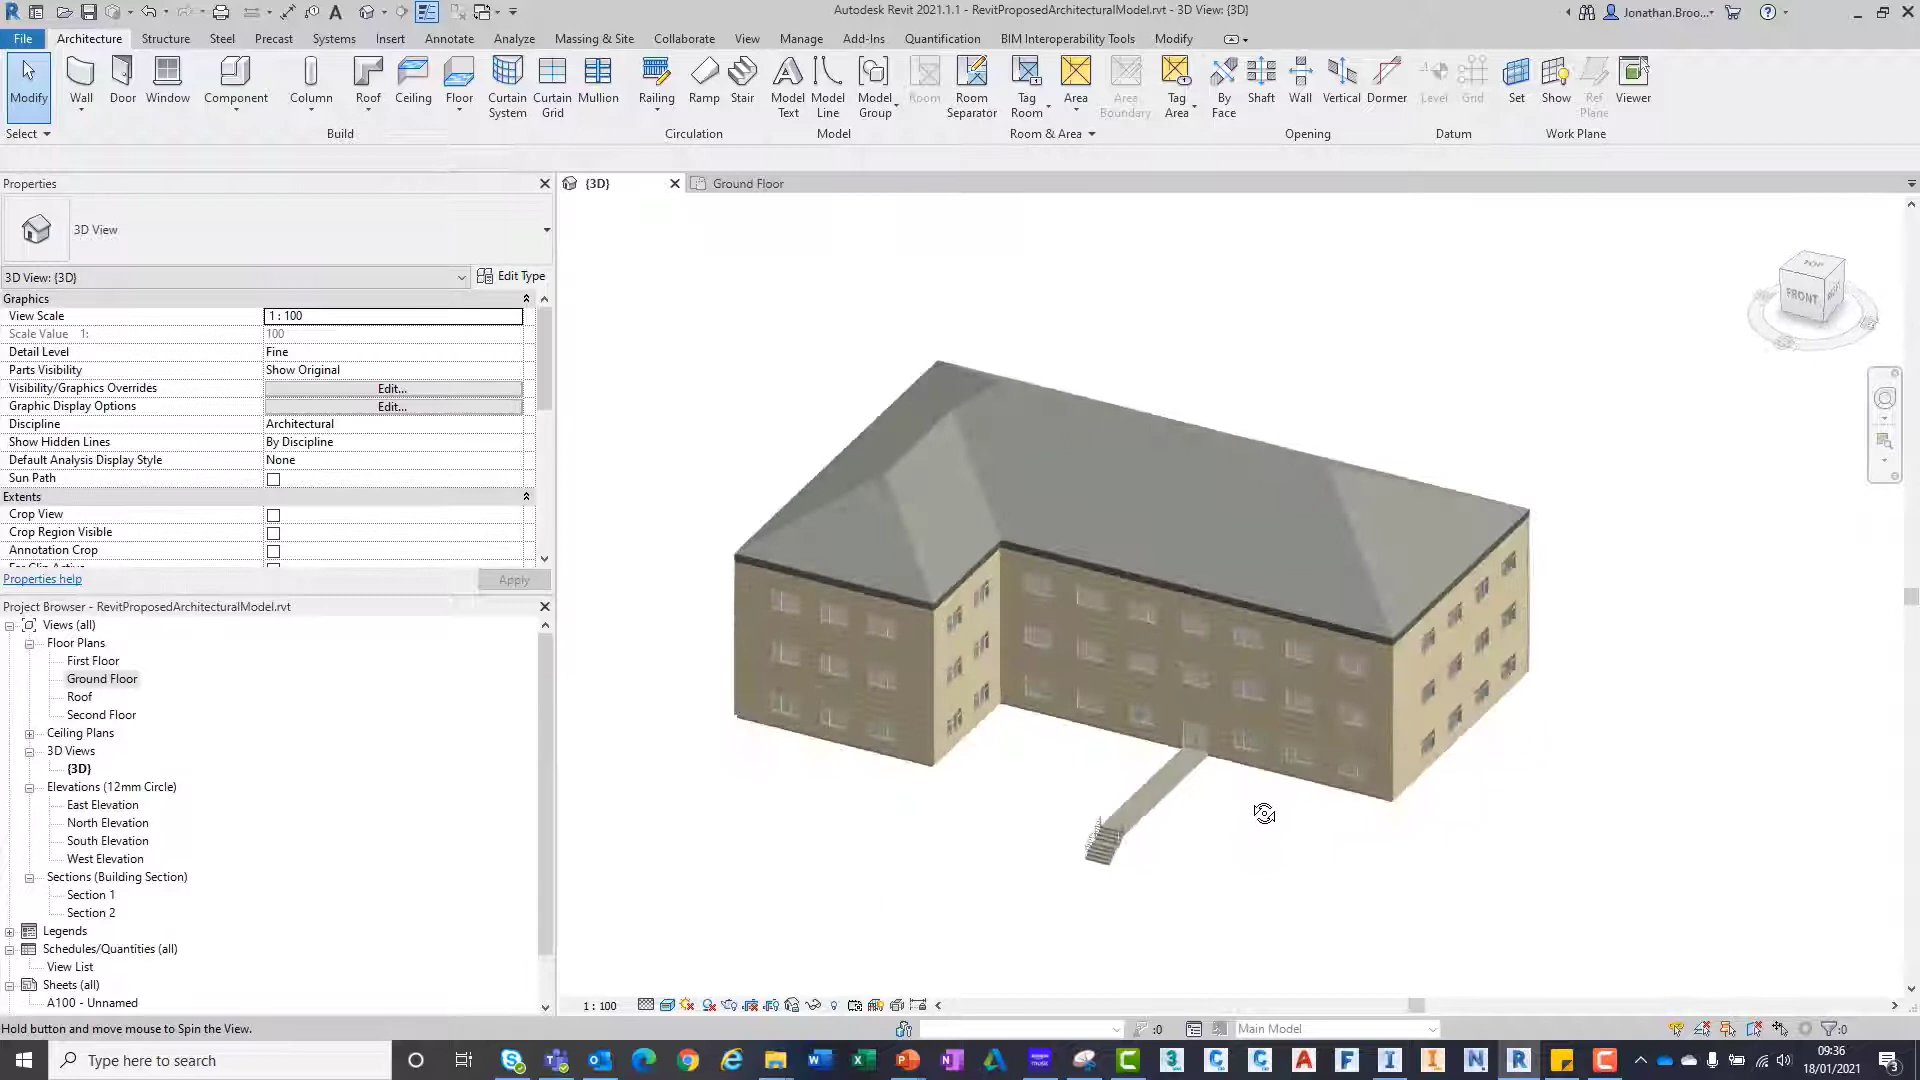 Autodesk Revit 2021.1.1 - RevitProposedArchitecturalModel.rvt - 3D View: {3D}
Jonathan.Broo...
File Architecture Structure Steel Precast Systems Insert Annotate Analyze Massing & Site Collaborate View Manage Add-Ins Quantification BIM Interoperability Tools Modify
Modify Wall Door Window Component Column Roof Ceiling Floor Curtain System Curtain Grid Mullion Railing Ramp Stair Model Text Model Line Model Group Room Room Separator Tag Room Area Area Boundary Tag Area By Face Shaft Wall Vertical Dormer Level Grid Set Show Ref Plane Viewer
Select Build Circulation Model Room & Area Opening Datum Work Plane
Properties
{3D} Ground Floor
3D View
3D View: {3D} Edit Type
Graphics
View Scale 1 : 100
Scale Value 1: 100
Detail Level Fine
Parts Visibility Show Original
Visibility/Graphics Overrides Edit...
Graphic Display Options Edit...
Discipline Architectural
Show Hidden Lines By Discipline
Default Analysis Display Style None
Sun Path
Extents
Crop View
Crop Region Visible
Annotation Crop
Properties help Apply
TOP
FRONT
RIGHT
Project Browser - RevitProposedArchitecturalModel.rvt
Views (all)
Floor Plans
First Floor
Ground Floor
Roof
Second Floor
Ceiling Plans
3D Views
{3D}
Elevations (12mm Circle)
East Elevation
North Elevation
South Elevation
West Elevation
Sections (Building Section)
Section 1
Section 2
Legends
Schedules/Quantities (all)
View List
Sheets (all)
A100 - Unnamed
1 : 100
Hold button and move mouse to Spin the View.
:0
Main Model
:0
Type here to search
09:36
18/01/2021
3